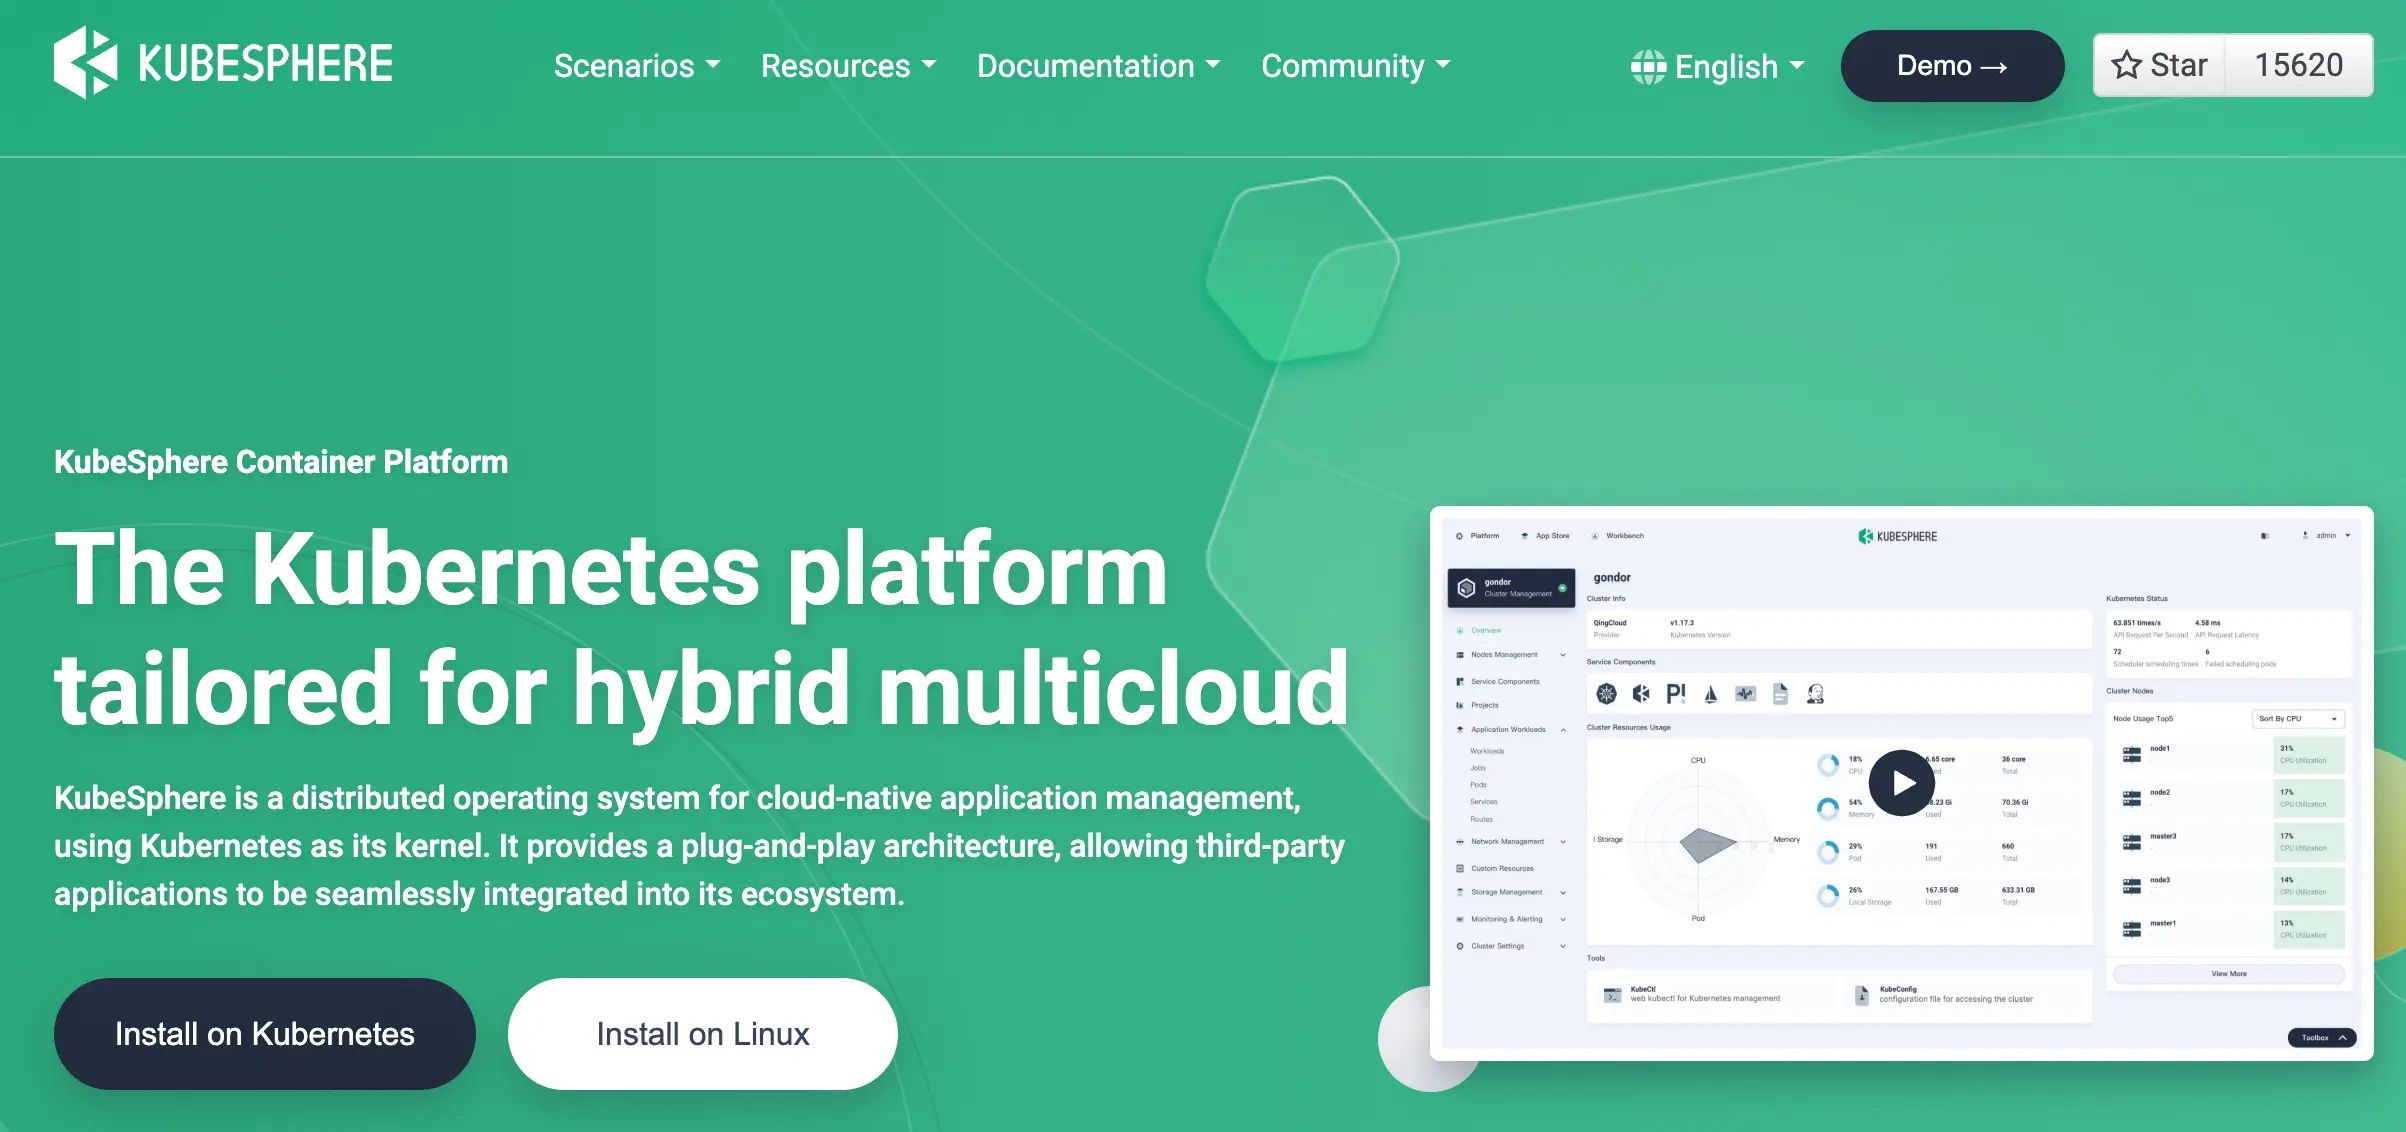 KUBESPHERE
Scenarios
Resources
Documentation
Community
English
Demo →
Star
15620
KubeSphere Container Platform
The Kubernetes platform
tailored for hybrid multicloud
KubeSphere is a distributed operating system for cloud-native application management,
using Kubernetes as its kernel. It provides a plug-and-play architecture, allowing third-party
applications to be seamlessly integrated into its ecosystem.
Install on Kubernetes
Install on Linux
Platform
App Store
Workbench
KUBESPHERE
admin
gondor
Cluster Management
Overview
Nodes Management
Service Components
Projects
Application Workloads
Workloads
Jobs
Pods
Services
Routes
Network Management
Custom Resources
Storage Management
Monitoring & Alerting
Cluster Settings
gondor
Cluster Info
QingCloud
Provider
v1.17.3
Kubernetes Version
Service Components
Cluster Resources Usage
CPU
Memory
Pod
18%
CPU
6.65 core
36 core
Total
54%
Memory
Used
70.36 Gi
Total
29%
Pod
191
Used
660
Total
26%
Local Storage
167.55 GB
Used
633.31 GB
Total
Tools
KubeCtl
web kubectl for Kubernetes management
KubeConfig
configuration file for accessing the cluster
Kubernetes Status
63.851 times/s
API Request Per Second
4.58 ms
API Request Latency
72
Scheduler scheduling times
6
Failed scheduling pods
Cluster Nodes
Node Usage Top5
Sort By CPU
node1
31%
CPU Utilization
node2
17%
CPU Utilization
master3
17%
CPU Utilization
node3
14%
CPU Utilization
master1
13%
CPU Utilization
View More
Toolbox